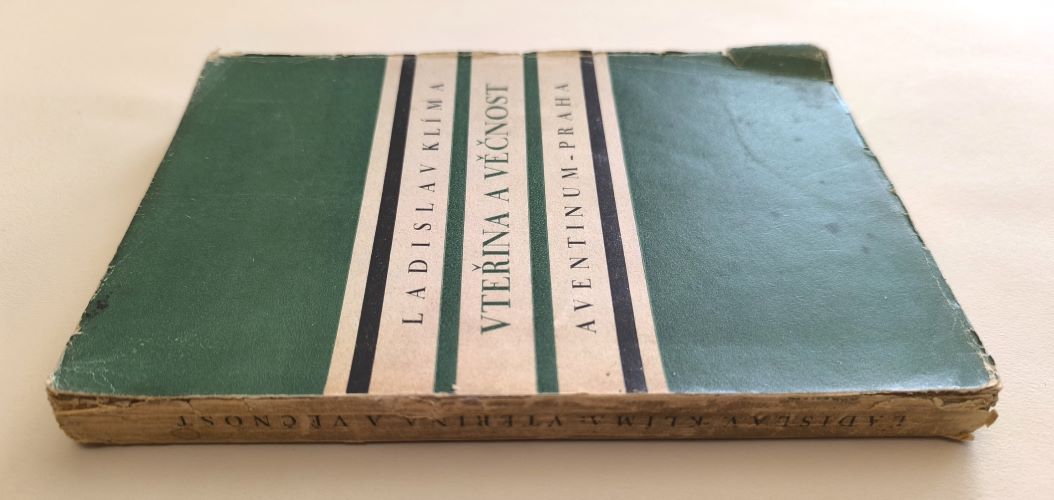 LADISLAV KLÍMA
VTEŘINA A VĚČNOST
AVENTINUM-PRAHA
LADISLAV KLÍMA: VTEŘINA A VĚČNOST